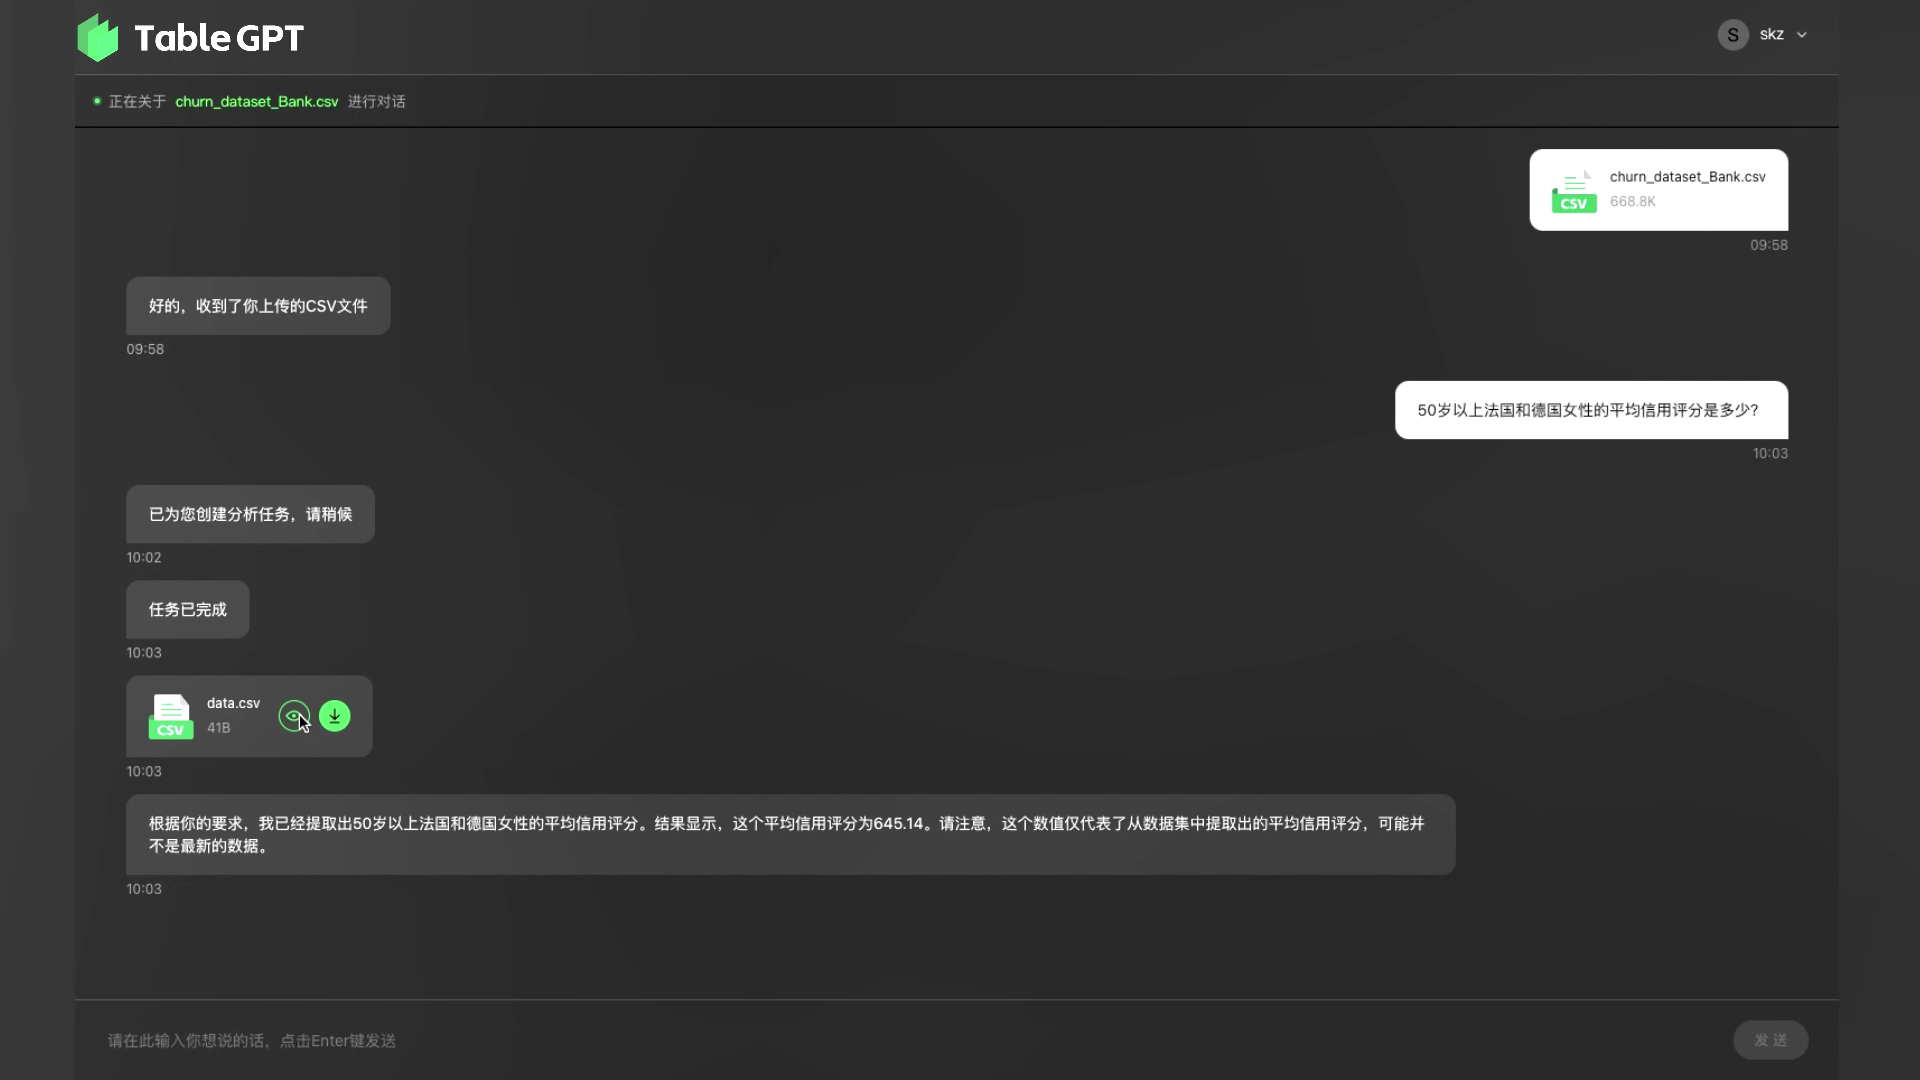 Table GPT
S skz
正在关于 churn_dataset_Bank.csv 进行对话
churn_dataset_Bank.csv
CSV
668.8K
09:58
好的，收到了你上传的CSV文件
09:58
50岁以上法国和德国女性的平均信用评分是多少?
10:03
已为您创建分析任务，请稍候
10:02
任务已完成
10:03
data.csv
CSV
41B
10:03
根据你的要求，我已经提取出50岁以上法国和德国女性的平均信用评分。结果显示，这个平均信用评分为645.14。请注意，这个数值仅代表了从数据集中提取出的平均信用评分，可能并
不是最新的数据。
10:03
请在此输入你想说的话，点击Enter键发送
发 送